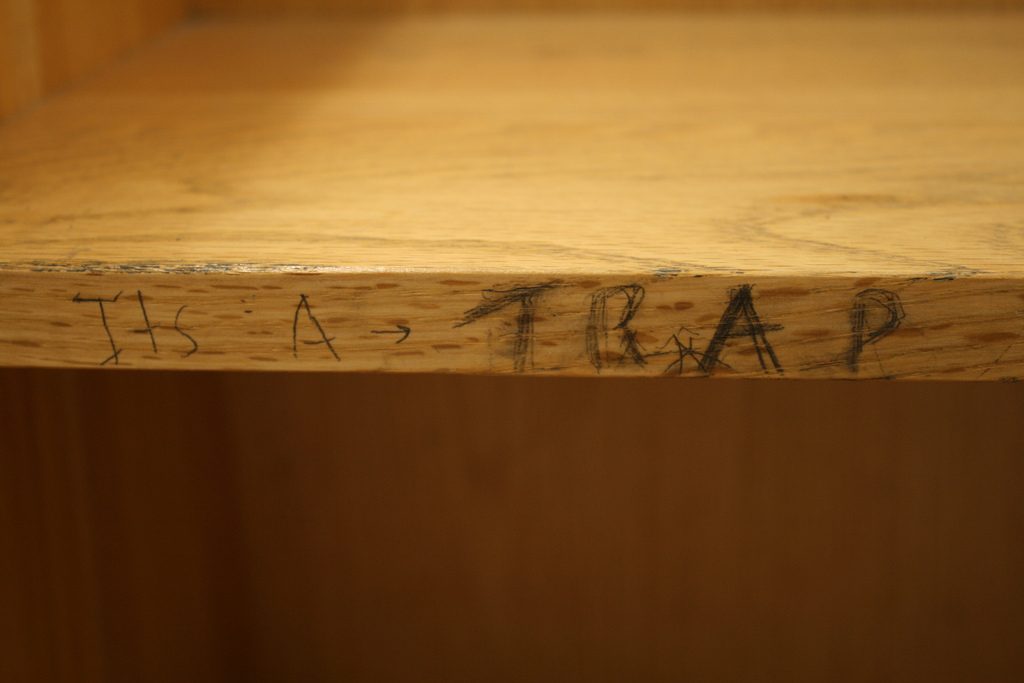 ITS A → TRAP